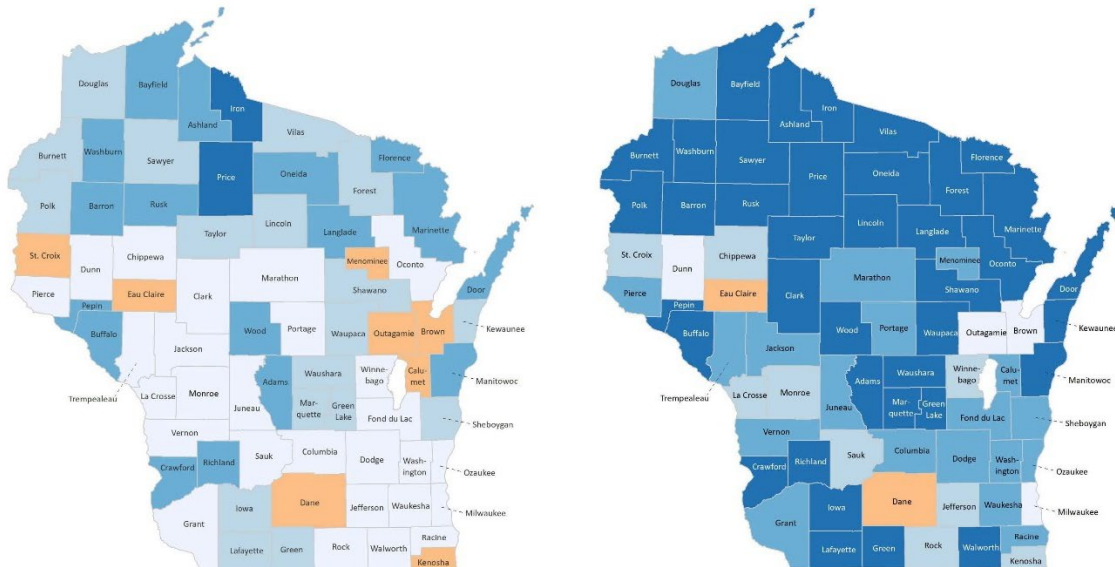 Douglas
Bayfield
Iron
Ashland
Vilas
Burnett
Washburn
Sawyer
Price
Oneida
Florence
Forest
Polk
Barron
Rusk
Marinette
Lincoln
Taylor
Langlade
St. Croix
Dunn
Chippewa
Menominee
Oconto
Marathon
Pierce
Eau Claire
Clark
Shawano
Door
Pepin
Buffalo
Wood
Portage
Waupaca
Outagamie
Brown
Kewaunee
Jackson
Waushara
Winne-
bago
Calu-
met
Manitowoc
Adams
Trempealeau
La Crosse
Monroe
Juneau
Mar-
quette
Green
Lake
Fond du Lac
Sheboygan
Vernon
Sauk
Columbia
Dodge
Wash-
ington
Ozaukee
Crawford
Richland
Dane
Iowa
Jefferson
Waukesha
Milwaukee
Grant
Lafayette
Green
Rock
Walworth
Racine
Kenosha
Douglas
Bayfield
Iron
Ashland
Vilas
Burnett
Washburn
Sawyer
Price
Oneida
Florence
Forest
Polk
Barron
Rusk
Marinette
Lincoln
Taylor
Langlade
St. Croix
Dunn
Chippewa
Menominee
Oconto
Marathon
Pierce
Eau Claire
Clark
Shawano
Door
Pepin
Buffalo
Wood
Portage
Waupaca
Outagamie
Brown
Kewaunee
Jackson
Waushara
Winne-
bago
Calu-
met
Manitowoc
Adams
Trempealeau
La Crosse
Monroe
Juneau
Mar-
quette
Green
Lake
Fond du Lac
Sheboygan
Vernon
Sauk
Columbia
Dodge
Wash-
ington
Ozaukee
Crawford
Richland
Dane
Iowa
Jefferson
Waukesha
Milwaukee
Grant
Lafayette
Green
Rock
Walworth
Racine
Kenosha